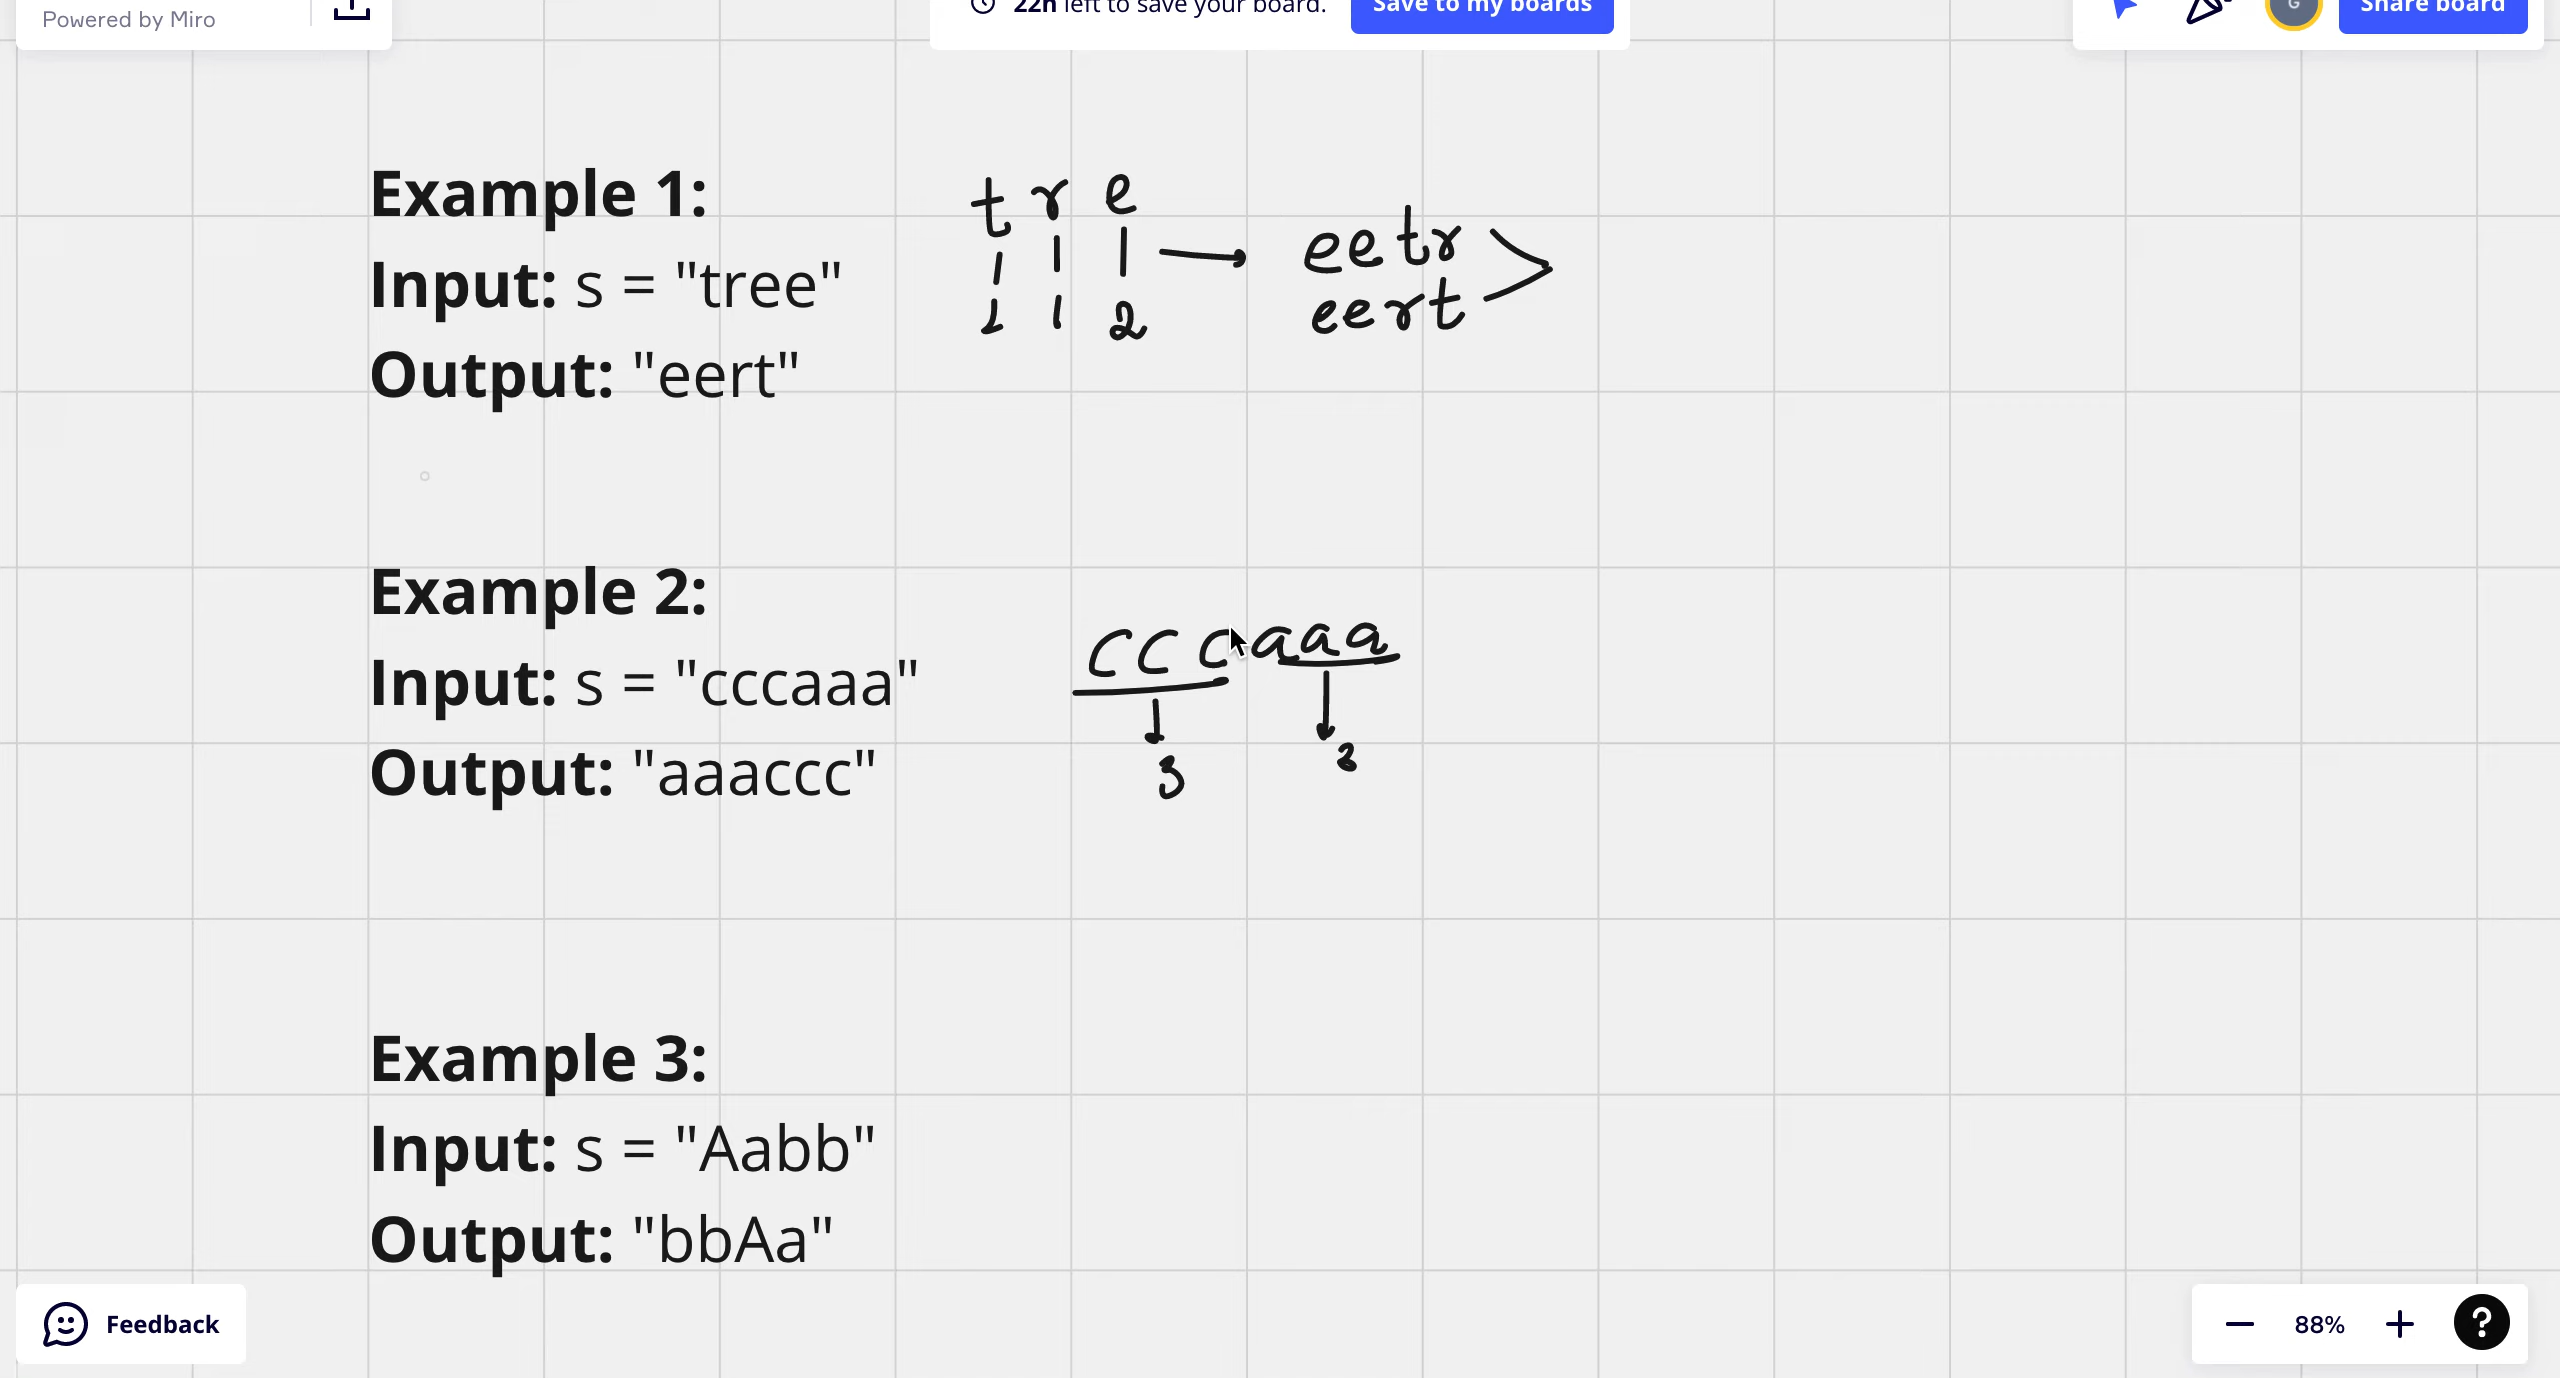 Powered by Miro
22h left to save your board.
Save to my boards
G
Share board
Example 1:
Input: s = "tree"
Output: "eert"
t r e
1 1 2
eetr
eert
Example 2:
Input: s = "cccaaa"
Output: "aaaccc"
cccaaa
3
Example 3:
Input: s = "Aabb"
Output: "bbAa"
Feedback
88%
?